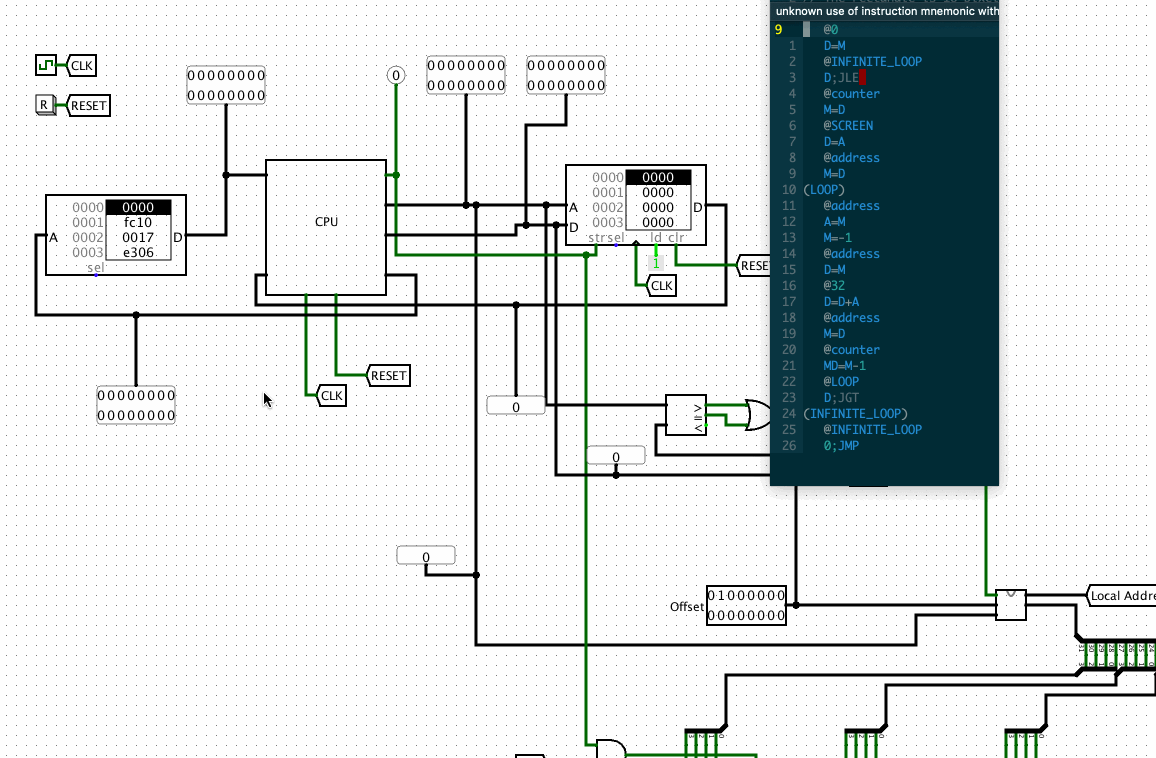 unknown use of instruction mnemonic with
9 @0
1 D=M
2 @INFINITE_LOOP
3 D;JLE
4 @counter
5 M=D
6 @SCREEN
7 D=A
8 @address
9 M=D
10 (LOOP)
11 @address
12 A=M
13 M=-1
14 @address
15 D=M
16 @32
17 D=D+A
18 @address
19 M=D
20 @counter
21 MD=M-1
22 @LOOP
23 D;JGT
24 (INFINITE_LOOP)
25 @INFINITE_LOOP
26 0;JMP
CLK
R RESET
00000000
00000000
0
00000000
00000000
00000000
00000000
CPU
A
0000 0000
0001 fc10
0002 0017
0003 e306
D
sel
A
D
0000 0000
0001 0000
0002 0000
0003 0000
D
str sel ld clr
1
RESE
CLK
RESET
CLK
00000000
00000000
0
>
=
<
0
0
Offset
01000000
00000000
Local Addre